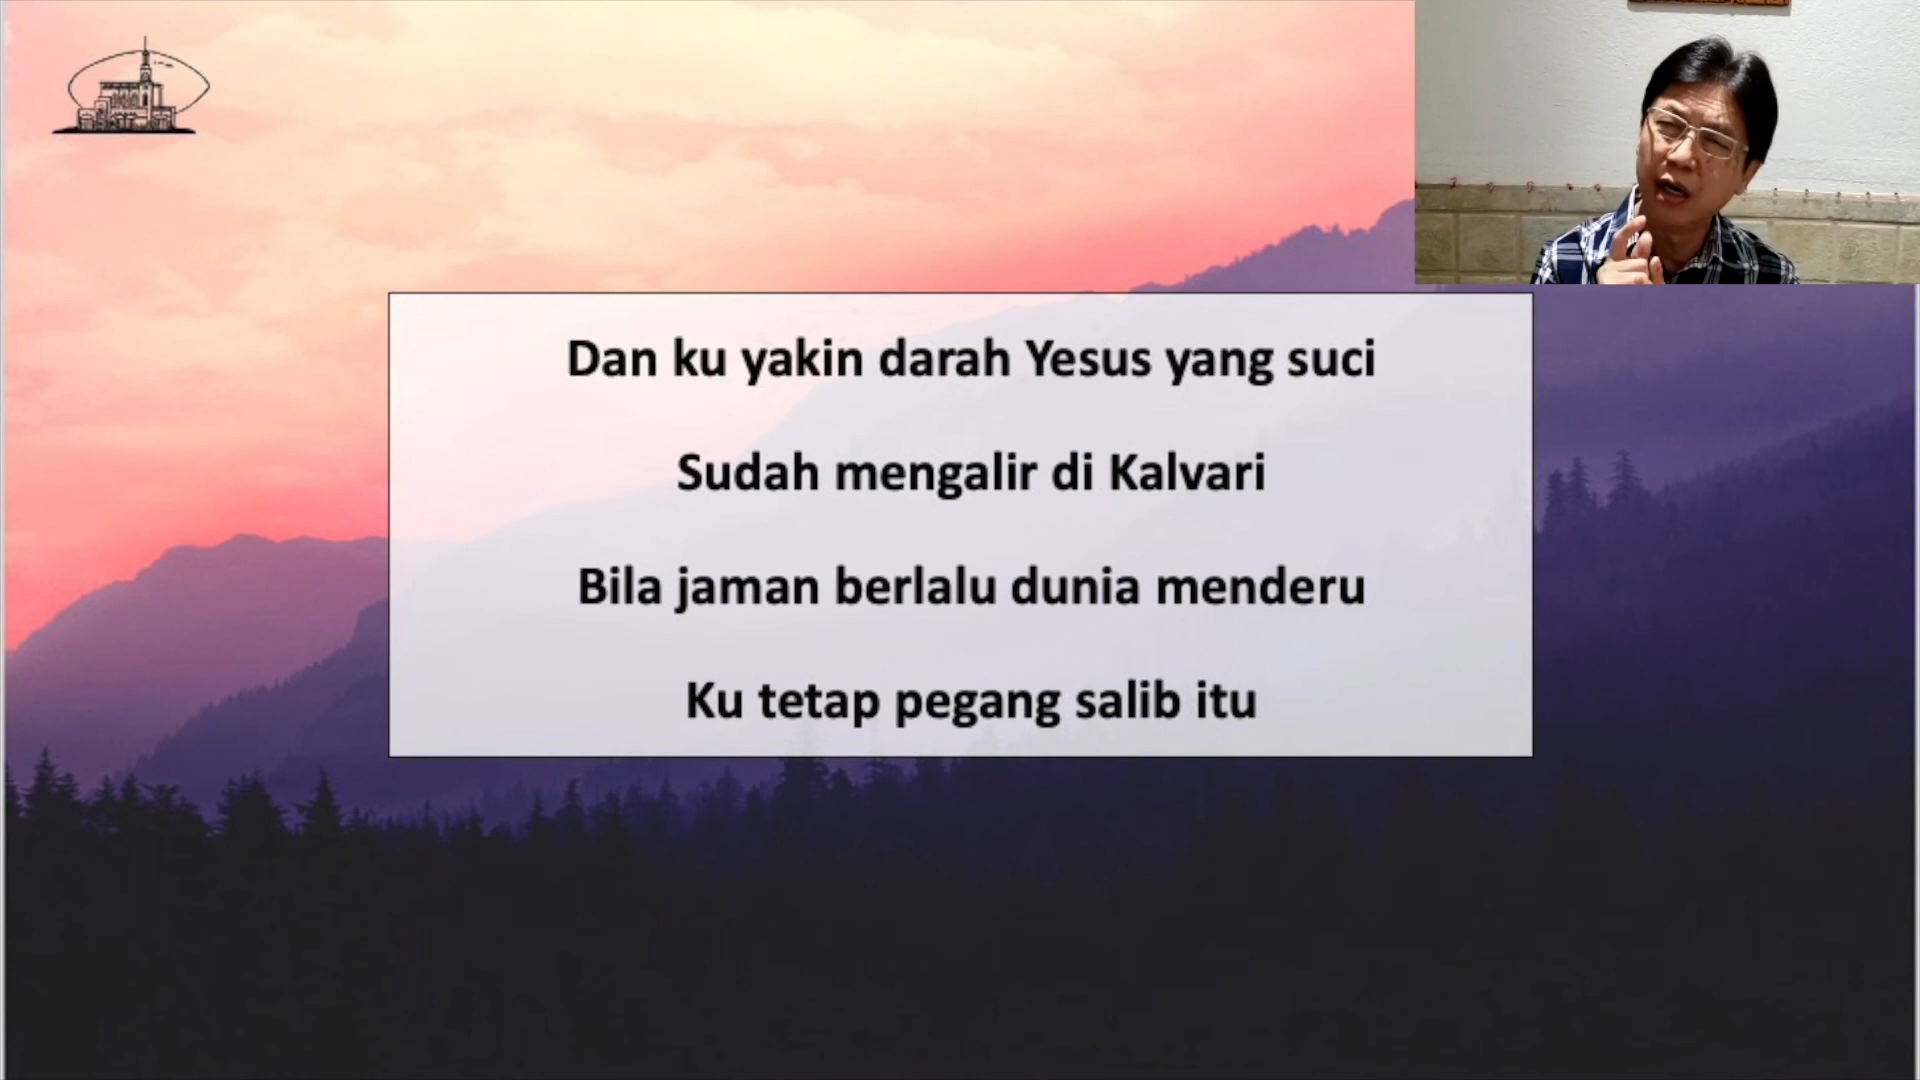 Dan ku yakin darah Yesus yang suci
Sudah mengalir di Kalvari
Bila jaman berlalu dunia menderu
Ku tetap pegang salib itu